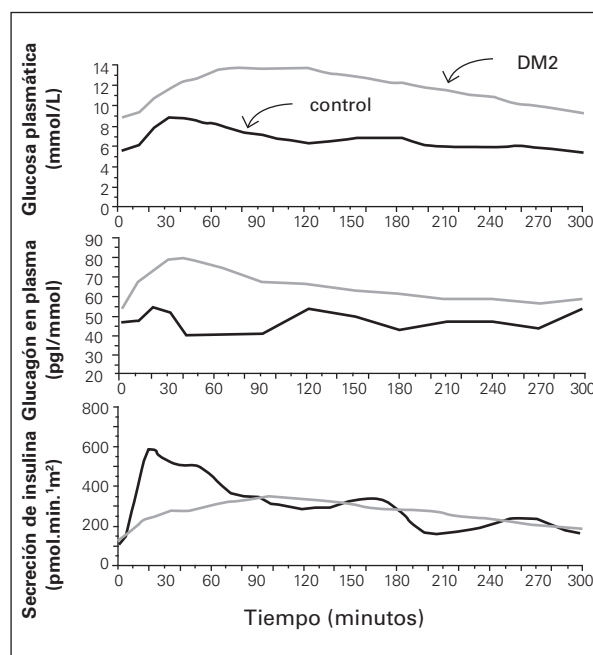 Glucosa plasmática
(mmol/L)
14
12
10
8
6
4
2
0
DM2
control
0 30 60 90 120 150 180 210 240 270 300
Glucagón en plasma
(pgl/mmol)
90
80
70
60
50
40
30
20
0 30 60 90 120 150 180 210 240 270 300
Secreción de insulina
(pmol.min.¹m²)
800
600
400
200
0
0 30 60 90 120 150 180 210 240 270 300
Tiempo (minutos)